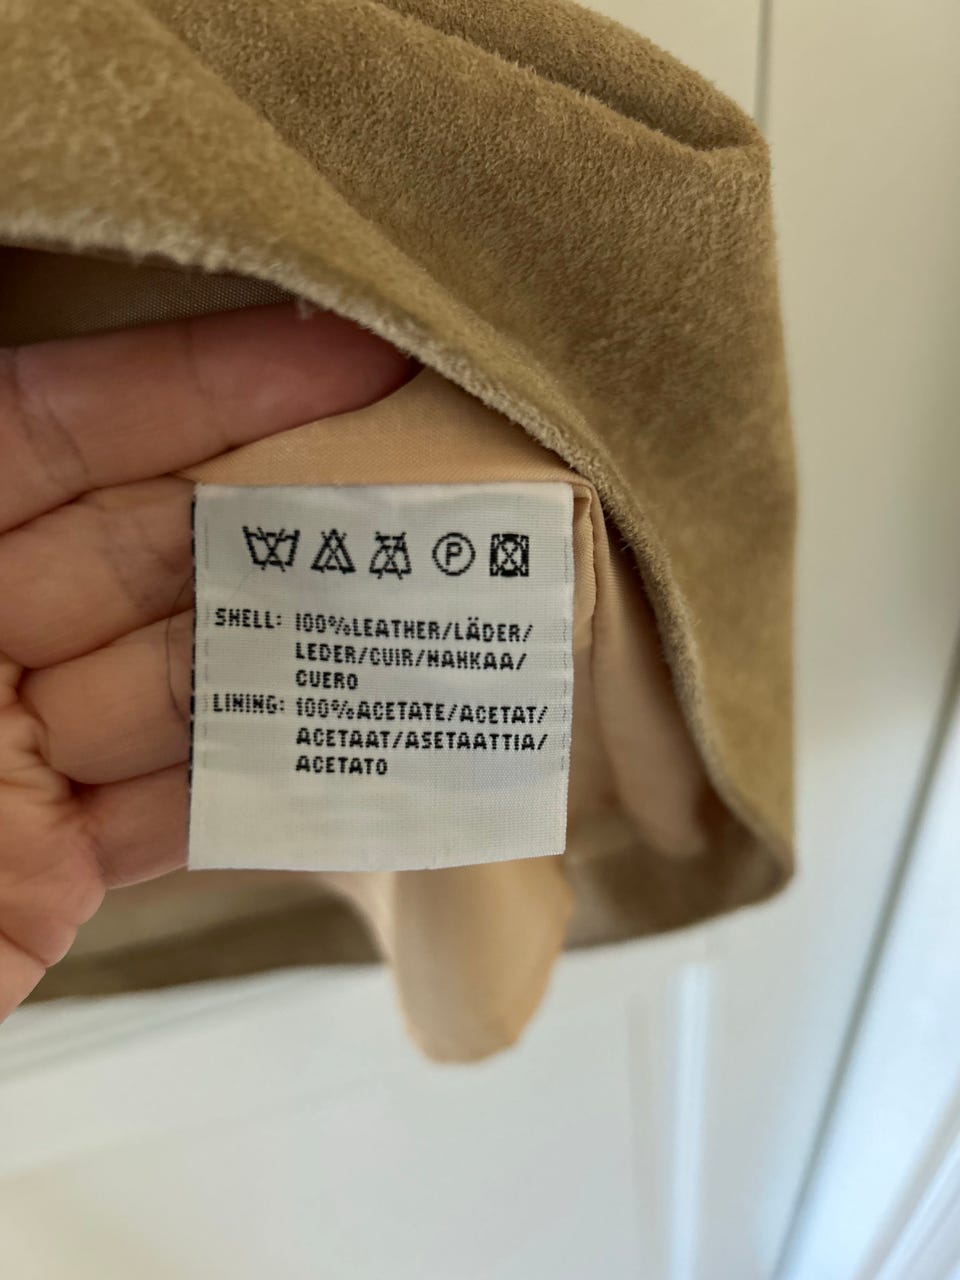 P
SHELL: 100%LEATHER/LÄDER/
LEDER/CUIR/NAHKAA/
CUERO
LINING: 100%ACETATE/ACETAT/
ACETAAT/ASETAATTIA/
ACETATO